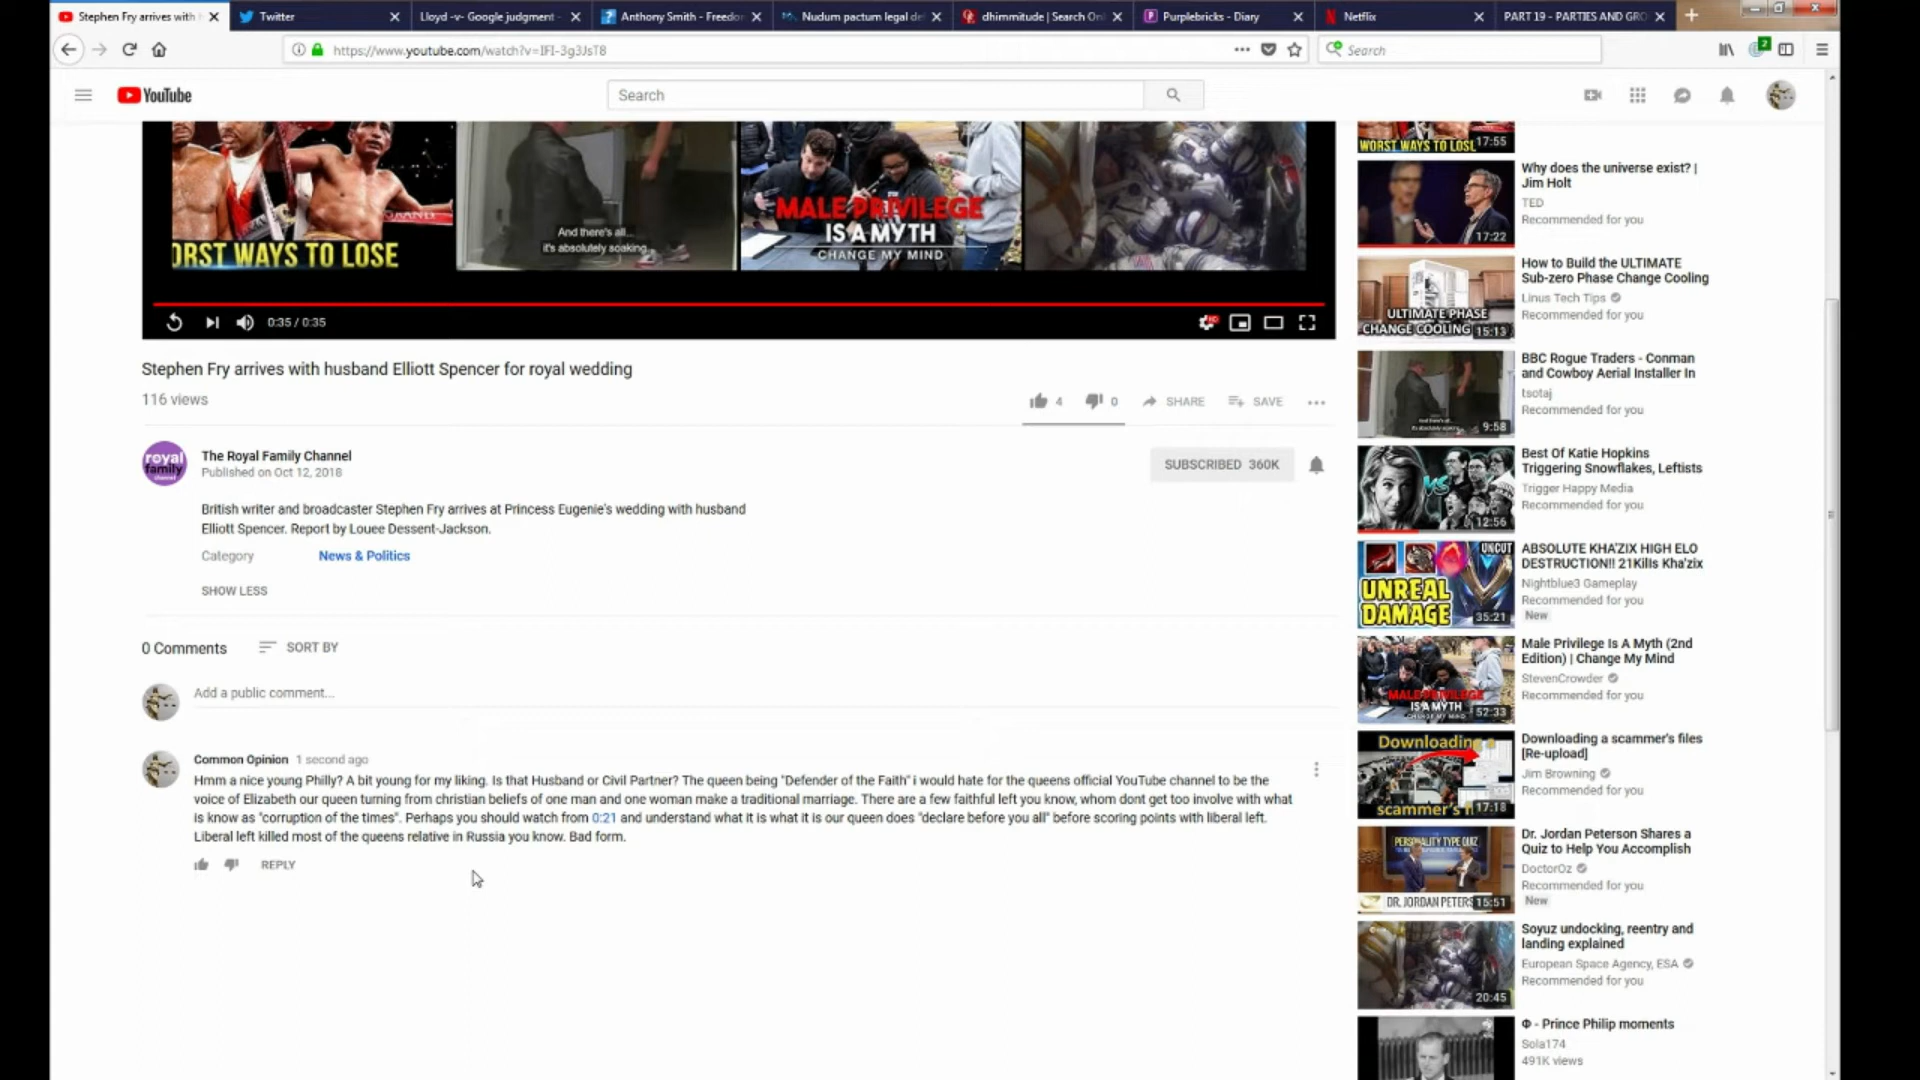 Stephen Fry arrives with h
Twitter
Lloyd -v- Google judgment -
Anthony Smith - Freedo
Nudum pactum legal de
dhimmitude | Search Onl
Purplebricks - Diary
Netflix
PART 19 - PARTIES AND GRO
https://www.youtube.com/watch?v=IFI-3g3JsT8
Search
2
YouTube
Search
ORST WAYS TO LOSE
And there's all...
it's absolutely soaking...
MALE PRIVILEGE
IS A MYTH
CHANGE MY MIND
0:35 / 0:35
Stephen Fry arrives with husband Elliott Spencer for royal wedding
116 views
4
0
SHARE
SAVE
royal
family
channel
The Royal Family Channel
Published on Oct 12, 2018
SUBSCRIBED 360K
British writer and broadcaster Stephen Fry arrives at Princess Eugenie's wedding with husband
Elliott Spencer. Report by Louee Dessent-Jackson.
Category
News & Politics
SHOW LESS
0 Comments
SORT BY
Add a public comment...
Common Opinion 1 second ago
Hmm a nice young Philly? A bit young for my liking. Is that Husband or Civil Partner? The queen being "Defender of the Faith" i would hate for the queens official YouTube channel to be the
voice of Elizabeth our queen turning from christian beliefs of one man and one woman make a traditional marriage. There are a few faithful left you know, whom dont get too involve with what
is know as "corruption of the times". Perhaps you should watch from 0:21 and understand what it is what it is our queen does "declare before you all" before scoring points with liberal left.
Liberal left killed most of the queens relative in Russia you know. Bad form.
REPLY
WORST WAYS TO LOSE
17:55
Why does the universe exist? |
Jim Holt
TED
Recommended for you
17:22
How to Build the ULTIMATE
Sub-zero Phase Change Cooling
Linus Tech Tips
Recommended for you
ULTIMATE PHASE
CHANGE COOLING
15:13
BBC Rogue Traders - Conman
and Cowboy Aerial Installer In
tsotaj
Recommended for you
9:58
Best Of Katie Hopkins
Triggering Snowflakes, Leftists
Trigger Happy Media
Recommended for you
VS
12:56
ABSOLUTE KHA'ZIX HIGH ELO
DESTRUCTION!! 21Kills Kha'zix
Nightblue3 Gameplay
Recommended for you
New
UNCUT
UNREAL
DAMAGE
35:21
Male Privilege Is A Myth (2nd
Edition) | Change My Mind
StevenCrowder
Recommended for you
MALE PRIVILEGE
IS A MYTH
CHANGE MY MIND
52:33
Downloading a scammer's files
[Re-upload]
Jim Browning
Recommended for you
Downloading a
scammer's f
17:18
Dr. Jordan Peterson Shares a
Quiz to Help You Accomplish
DoctorOz
Recommended for you
New
PERSONALITY TYPE QUIZ
DR. JORDAN PETERS
15:51
Soyuz undocking, reentry and
landing explained
European Space Agency, ESA
Recommended for you
20:45
Φ - Prince Philip moments
Sola174
491K views